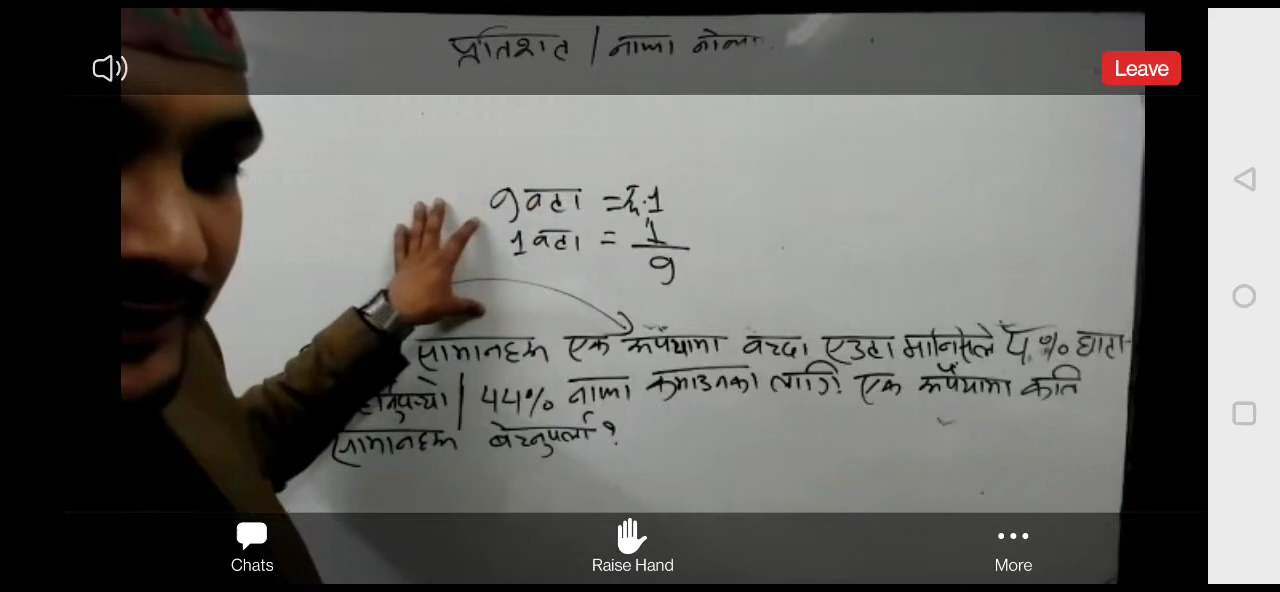 प्रतिशत / नाफा नोक्सा
Leave
9 वटा = रु.1
1 वटा = 1/9
सामानहरू एक रूपैयामा बेच्दा एउटा मानिसले 4% घाटा
44% नाफा कमाउनका लागि? एक रूपैयामा कति
सामानहरू बेच्नुपर्ला?
Chats
Raise Hand
More